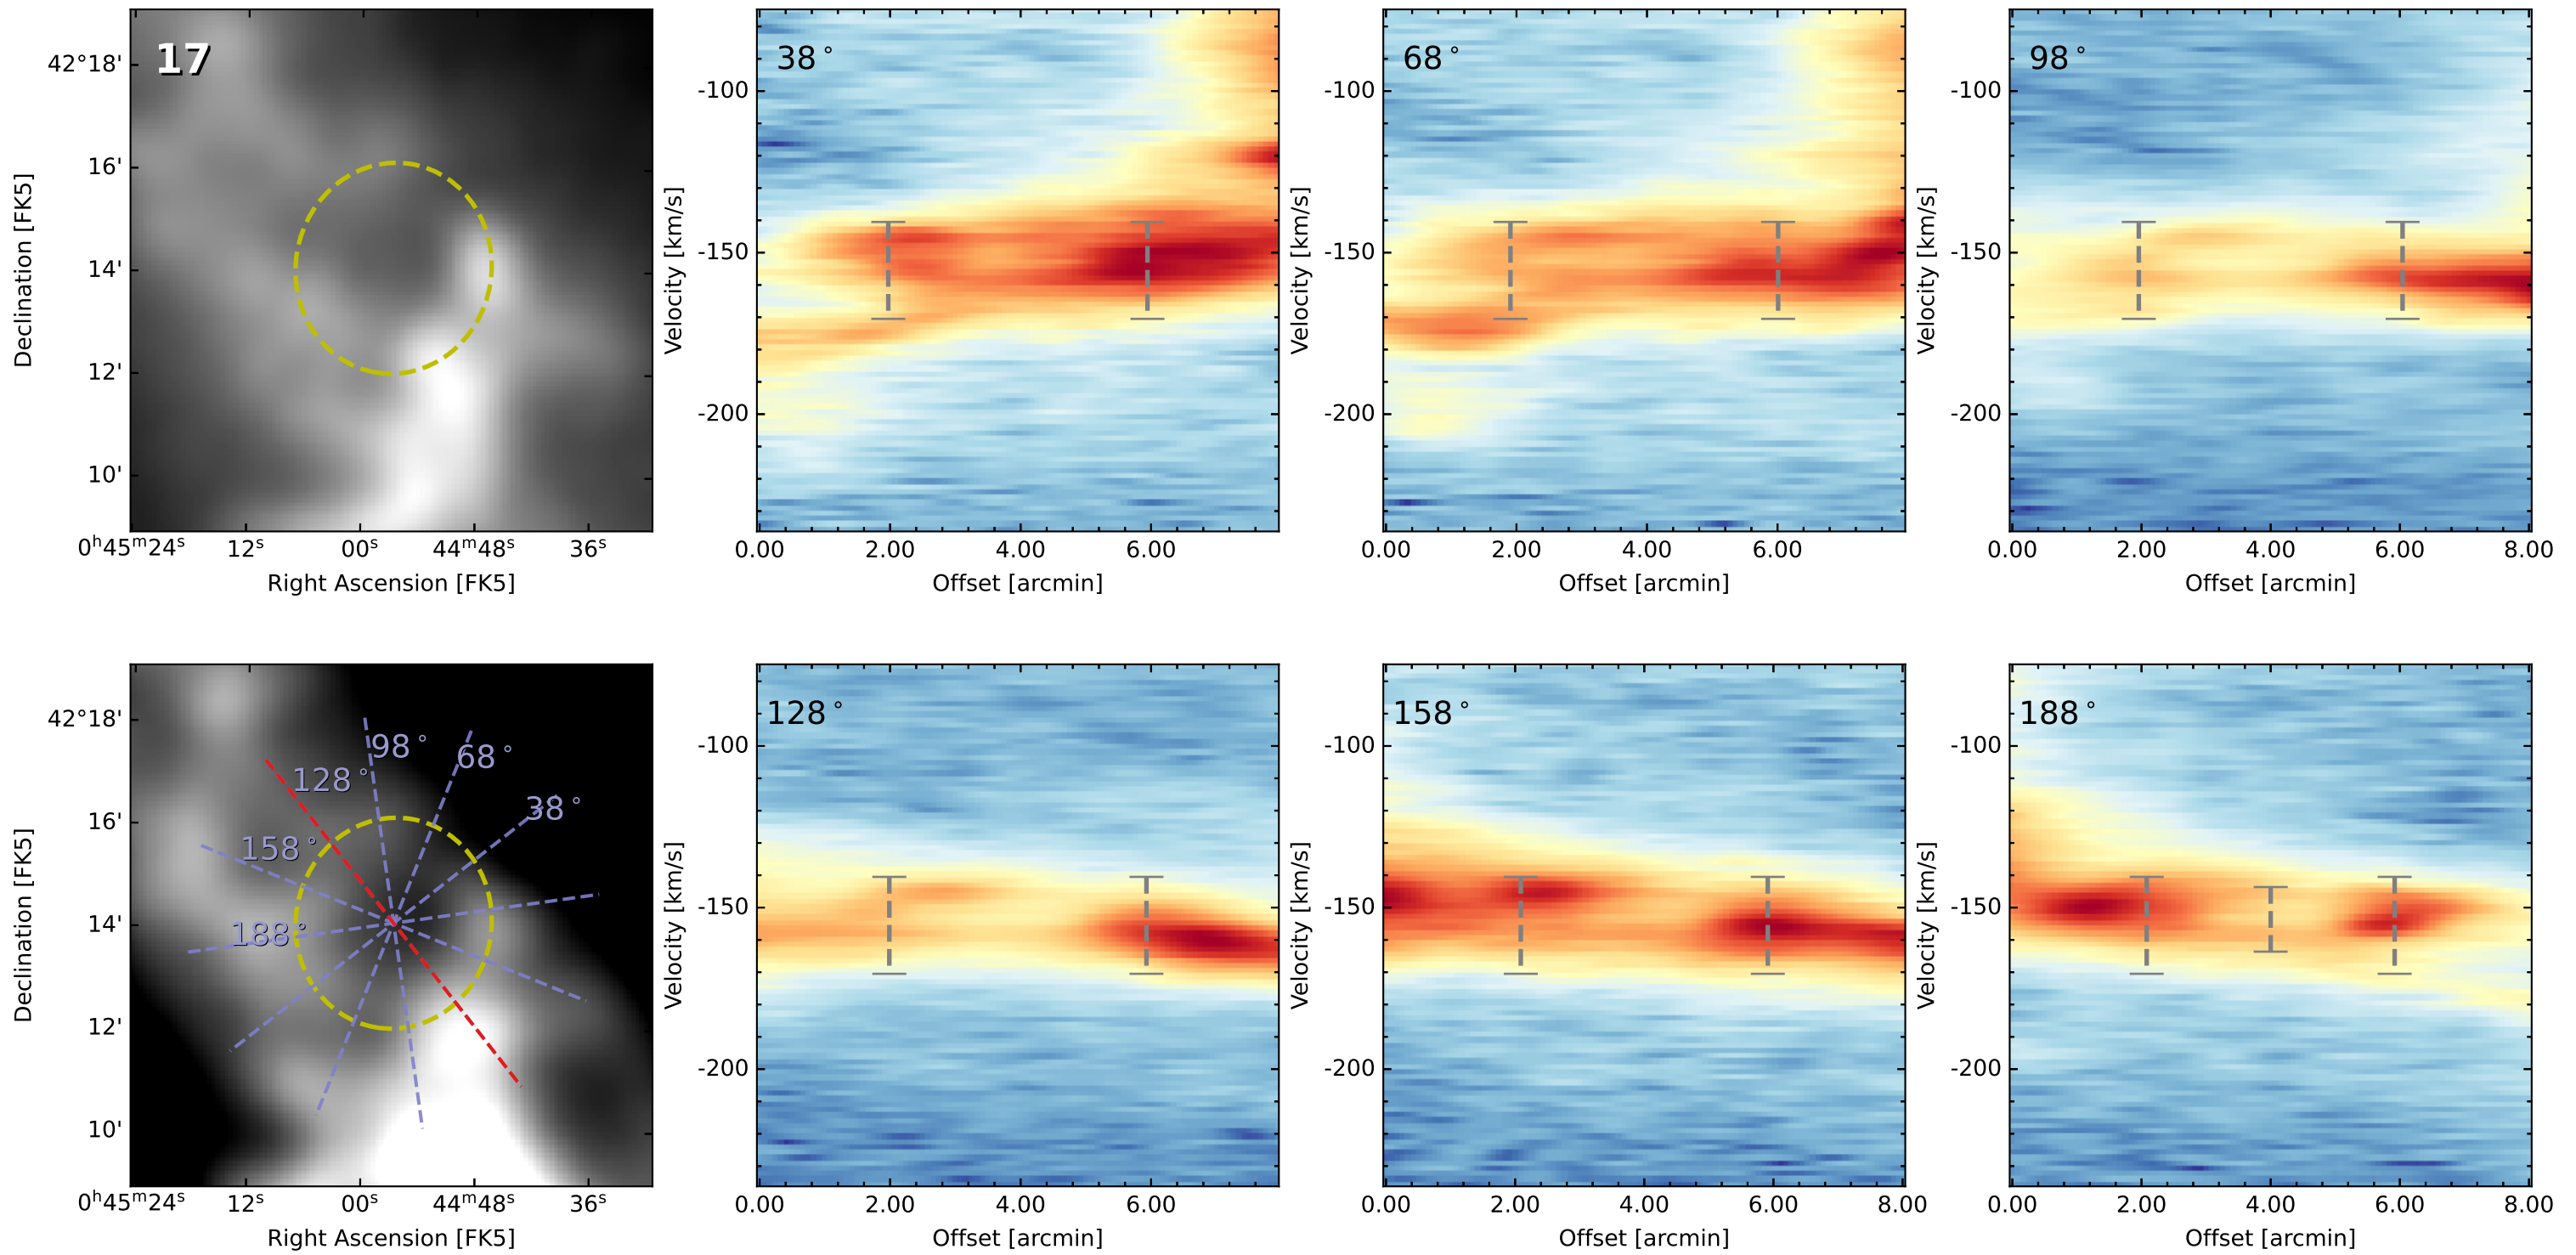 17
42°18'
16'
14'
12'
10'
Declination [FK5]
0ʰ45ᵐ24ˢ 12ˢ 00ˢ 44ᵐ48ˢ 36ˢ
Right Ascension [FK5]
38°
-100
-150
-200
Velocity [km/s]
0.00 2.00 4.00 6.00
Offset [arcmin]
68°
-100
-150
-200
Velocity [km/s]
0.00 2.00 4.00 6.00
Offset [arcmin]
98°
-100
-150
-200
Velocity [km/s]
0.00 2.00 4.00 6.00 8.00
Offset [arcmin]
42°18'
16'
14'
12'
10'
Declination [FK5]
98°
68°
128°
38°
158°
188°
0ʰ45ᵐ24ˢ 12ˢ 00ˢ 44ᵐ48ˢ 36ˢ
Right Ascension [FK5]
128°
-100
-150
-200
Velocity [km/s]
0.00 2.00 4.00 6.00
Offset [arcmin]
158°
-100
-150
-200
Velocity [km/s]
0.00 2.00 4.00 6.00 8.00
Offset [arcmin]
188°
-100
-150
-200
Velocity [km/s]
0.00 2.00 4.00 6.00 8.00
Offset [arcmin]